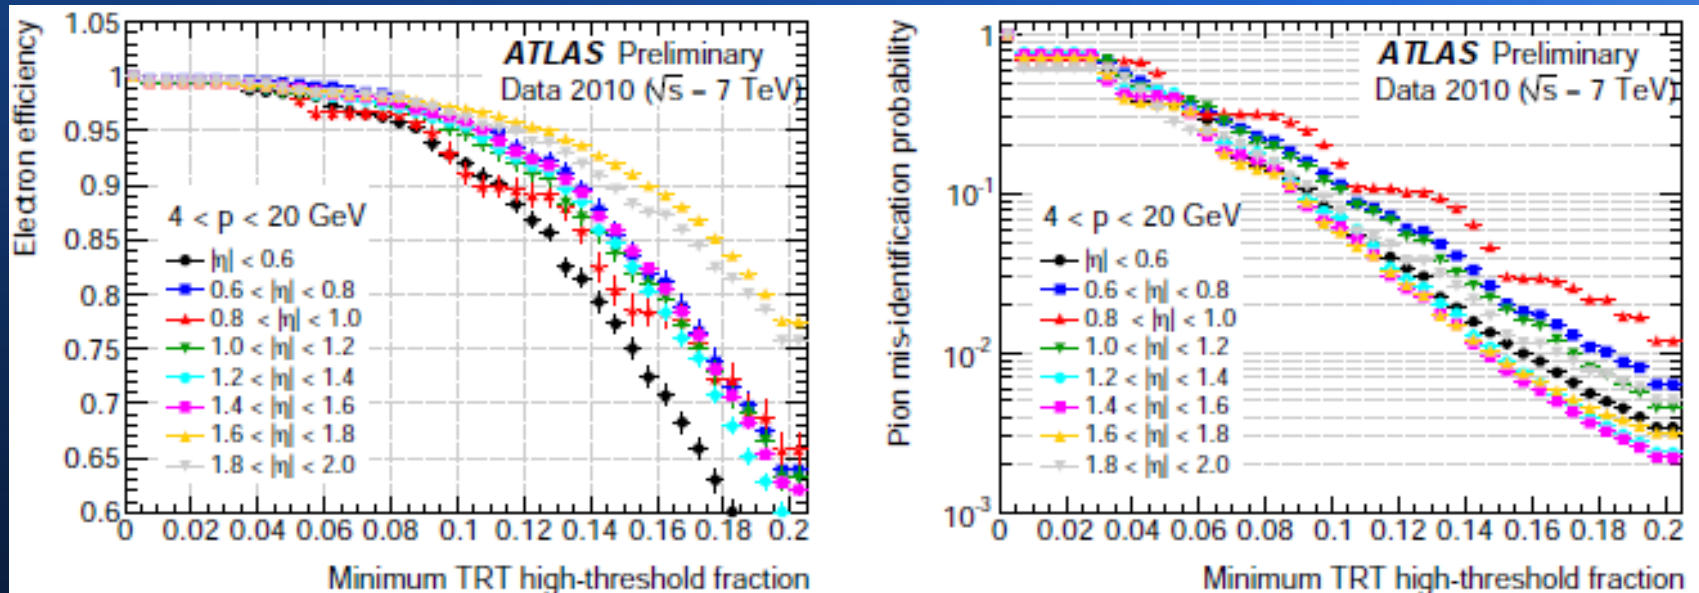 Electron efficiency
1.05
1
0.95
0.9
0.85
0.8
0.75
0.7
0.65
0.6
ATLAS Preliminary
Data 2010 (√s = 7 TeV)
4 < p < 20 GeV
|η| < 0.6
0.6 < |η| < 0.8
0.8 < |η| < 1.0
1.0 < |η| < 1.2
1.2 < |η| < 1.4
1.4 < |η| < 1.6
1.6 < |η| < 1.8
1.8 < |η| < 2.0
0 0.02 0.04 0.06 0.08 0.1 0.12 0.14 0.16 0.18 0.2
Minimum TRT high-threshold fraction
Pion mis-identification probability
1
10⁻¹
10⁻²
10⁻³
ATLAS Preliminary
Data 2010 (√s = 7 TeV)
4 < p < 20 GeV
|η| < 0.6
0.6 < |η| < 0.8
0.8 < |η| < 1.0
1.0 < |η| < 1.2
1.2 < |η| < 1.4
1.4 < |η| < 1.6
1.6 < |η| < 1.8
1.8 < |η| < 2.0
0 0.02 0.04 0.06 0.08 0.1 0.12 0.14 0.16 0.18 0.2
Minimum TRT high-threshold fraction